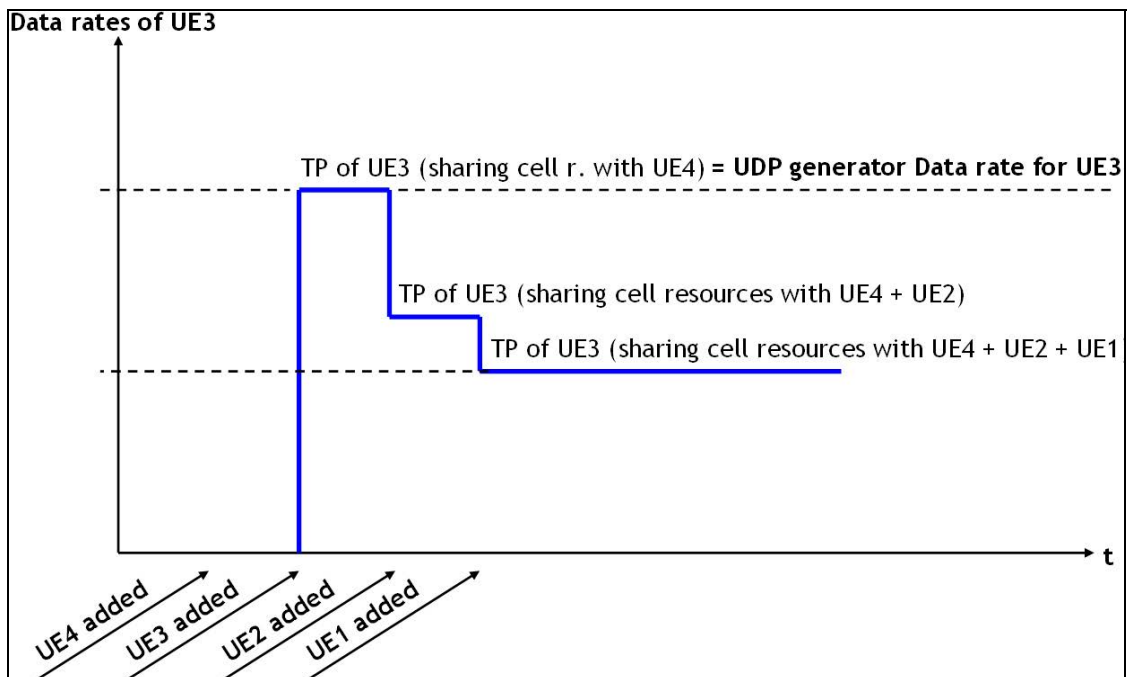 Data rates of UE3
TP of UE3 (sharing cell r. with UE4) = UDP generator Data rate for UE3
TP of UE3 (sharing cell resources with UE4 + UE2)
TP of UE3 (sharing cell resources with UE4 + UE2 + UE1
t
UE4 added
UE3 added
UE2 added
UE1 added